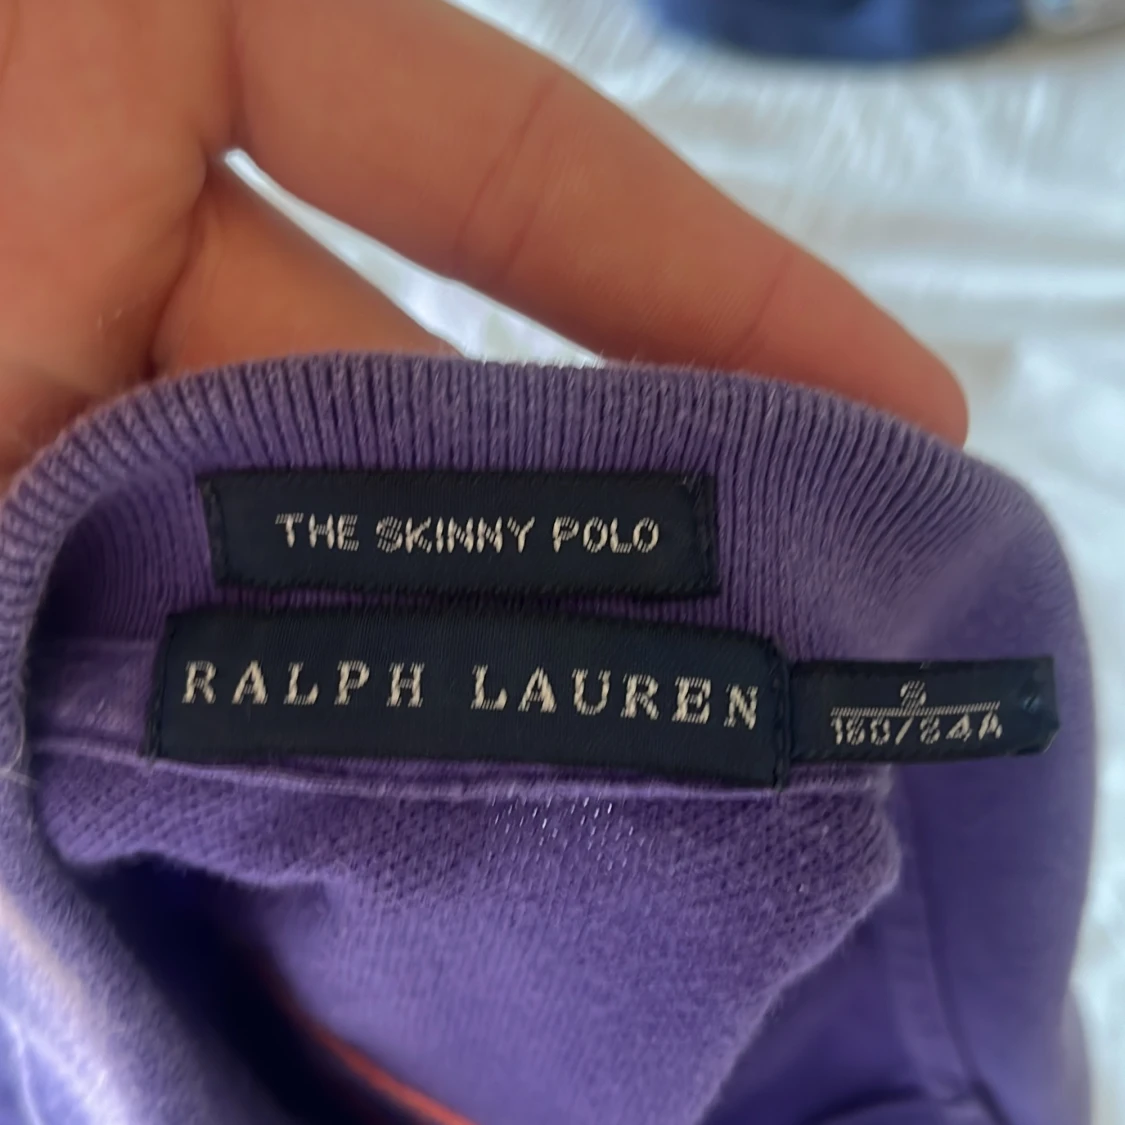 THE SKINNY POLO
RALPH LAUREN
S
160/84A